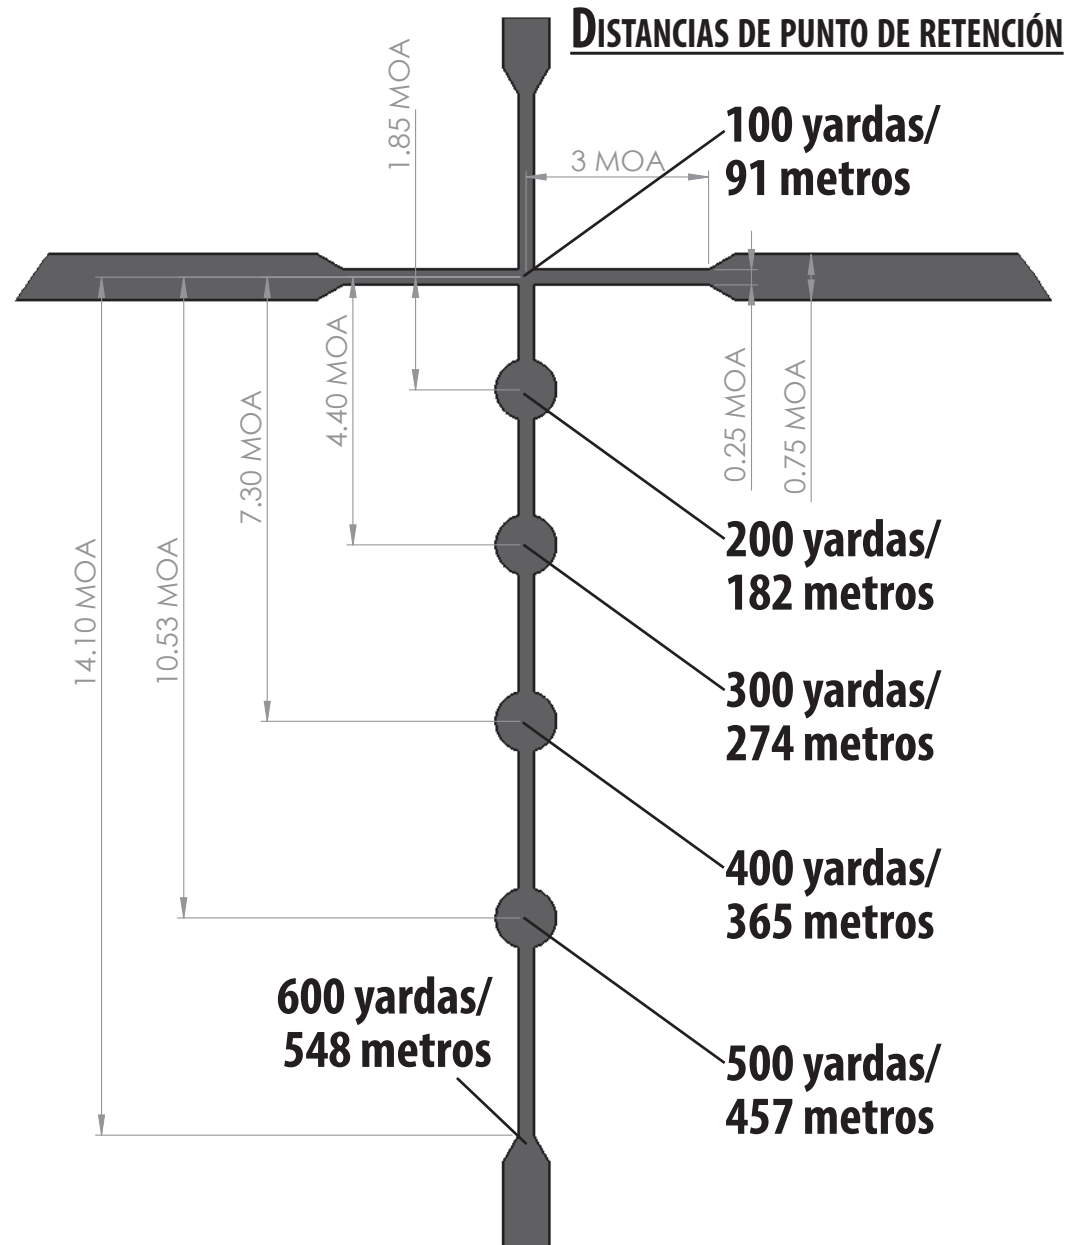 DISTANCIAS DE PUNTO DE RETENCIÓN
1.85 MOA
100 yardas/
91 metros
3 MOA
4.40 MOA
7.30 MOA
0.25 MOA
0.75 MOA
14.10 MOA
10.53 MOA
200 yardas/
182 metros
300 yardas/
274 metros
400 yardas/
365 metros
600 yardas/
548 metros
500 yardas/
457 metros